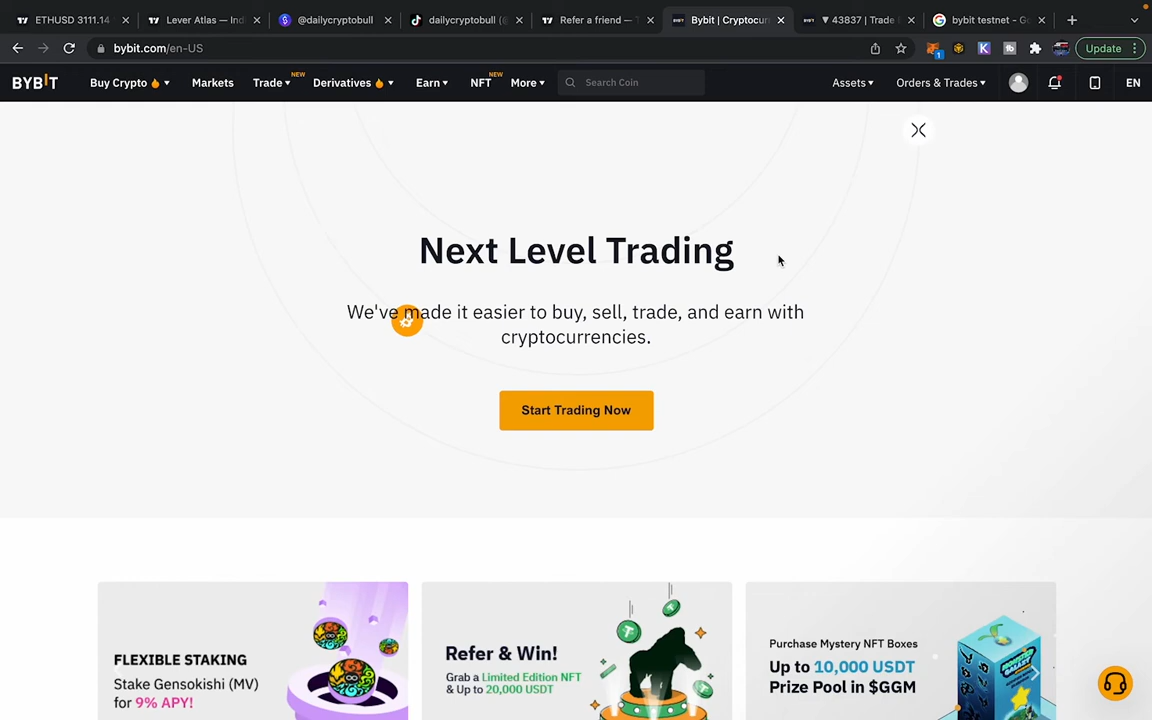 ETHUSD 3111.14
Lever Atlas — Ind
@dailycryptobull
dailycryptobull (@
Refer a friend — T
Bybit | Cryptocur
▼ 43837 | Trade
bybit testnet - G
bybit.com/en-US
1
Update
BYBIT
Buy Crypto
Markets
Trade
NEW
Derivatives
Earn
NFT
NEW
More
Search Coin
Assets
Orders & Trades
EN
Next Level Trading
We've made it easier to buy, sell, trade, and earn with
cryptocurrencies.
Start Trading Now
FLEXIBLE STAKING
Stake Gensokishi (MV)
for 9% APY!
Refer & Win!
Grab a Limited Edition NFT
& Up to 20,000 USDT
Purchase Mystery NFT Boxes
Up to 10,000 USDT
Prize Pool in $GGM